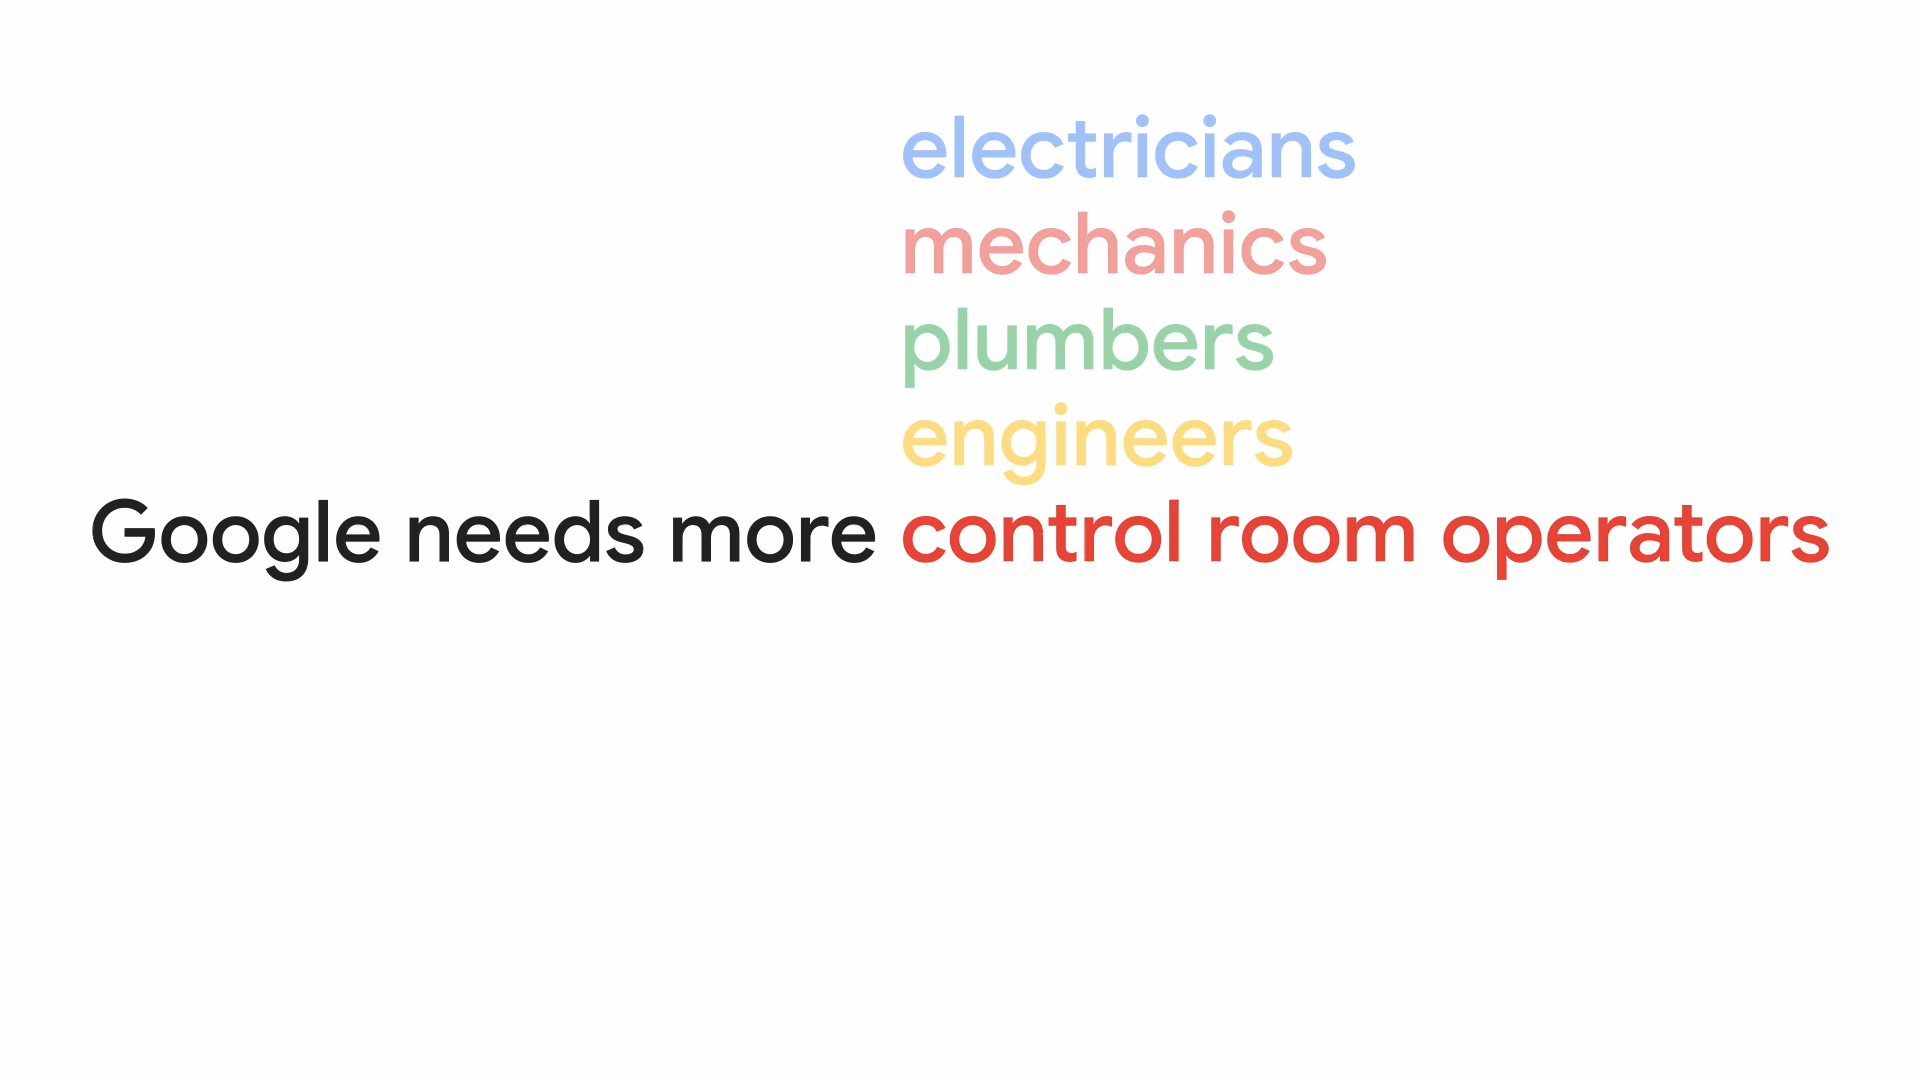 electricians
mechanics
plumbers
engineers
Google needs more control room operators